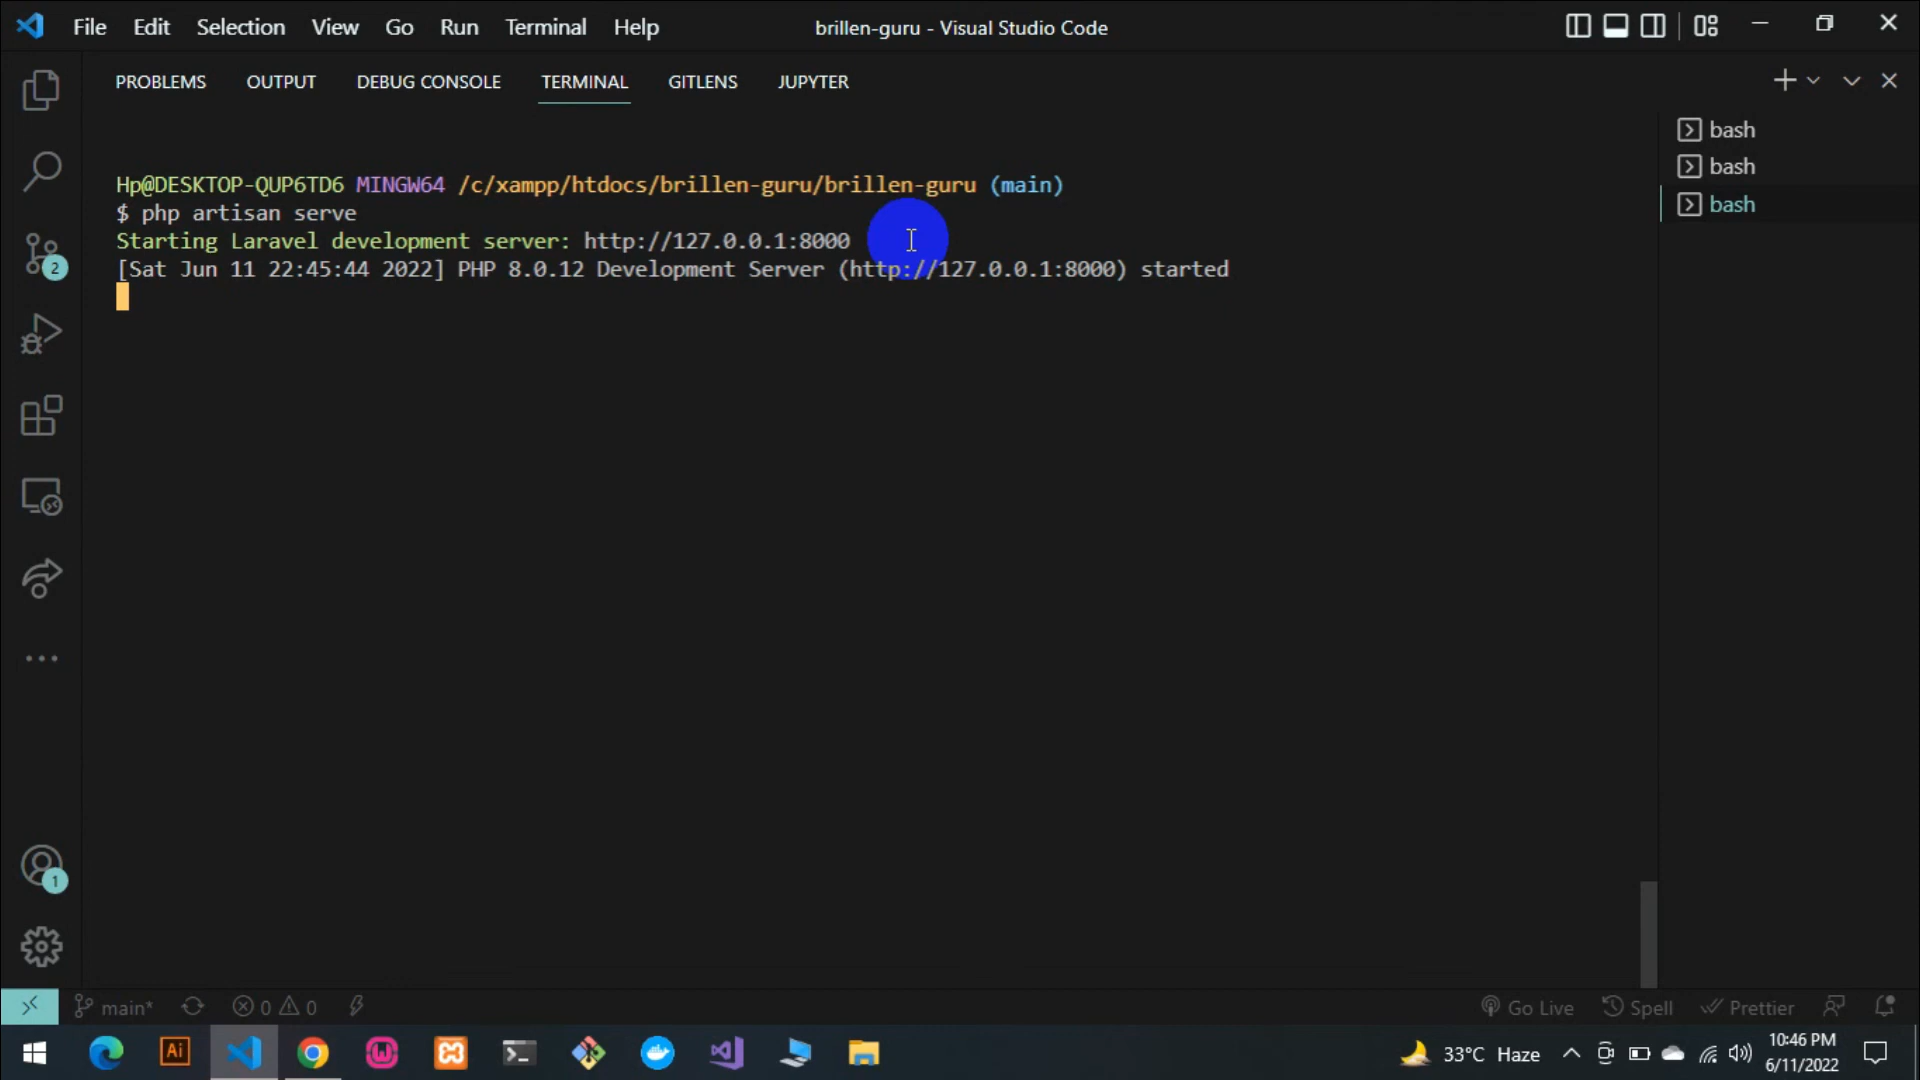 File Edit Selection View Go Run Terminal Help brillen-guru - Visual Studio Code
PROBLEMS OUTPUT DEBUG CONSOLE TERMINAL GITLENS JUPYTER
bash
bash
bash
Hp@DESKTOP-QUP6TD6 MINGW64 /c/xampp/htdocs/brillen-guru/brillen-guru (main)
$ php artisan serve
Starting Laravel development server: http://127.0.0.1:8000
[Sat Jun 11 22:45:44 2022] PHP 8.0.12 Development Server (http://127.0.0.1:8000) started
2
1
main* 0 0 Go Live Spell Prettier
Ai 33°C Haze 10:46 PM
6/11/2022